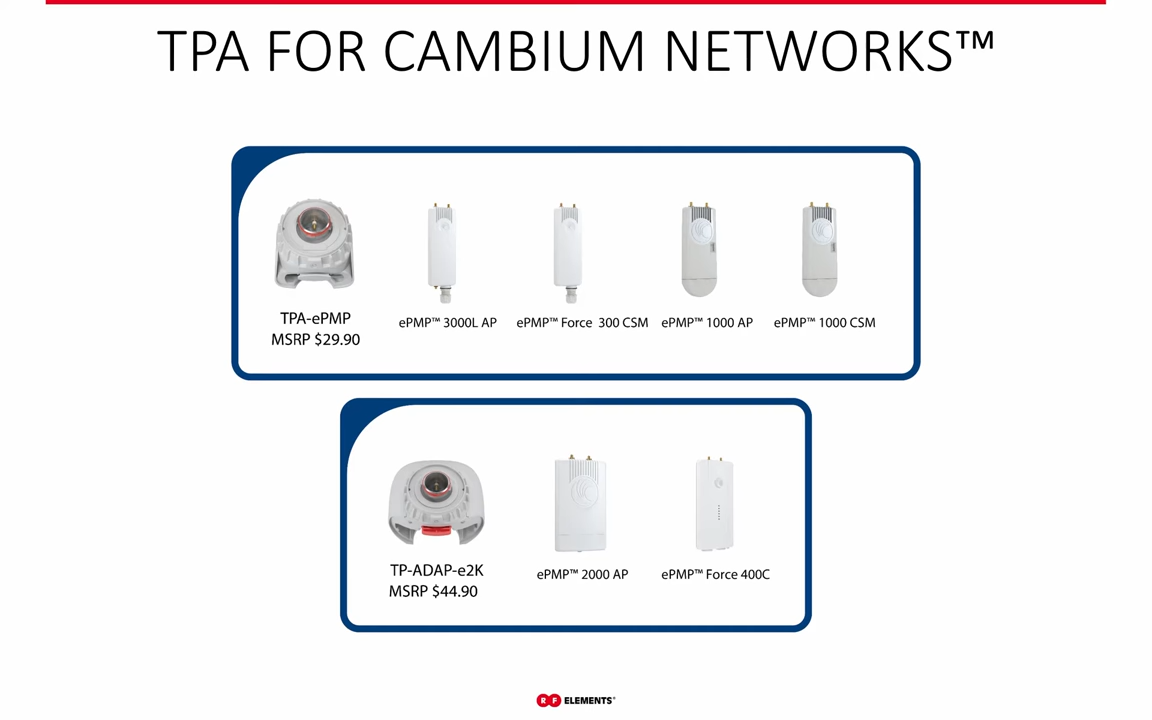 TPA FOR CAMBIUM NETWORKS™
TPA-ePMP
MSRP $29.90
ePMP™ 3000L AP
ePMP™ Force 300 CSM
ePMP™ 1000 AP
ePMP™ 1000 CSM
TP-ADAP-e2K
MSRP $44.90
ePMP™ 2000 AP
ePMP™ Force 400C
RF ELEMENTS®